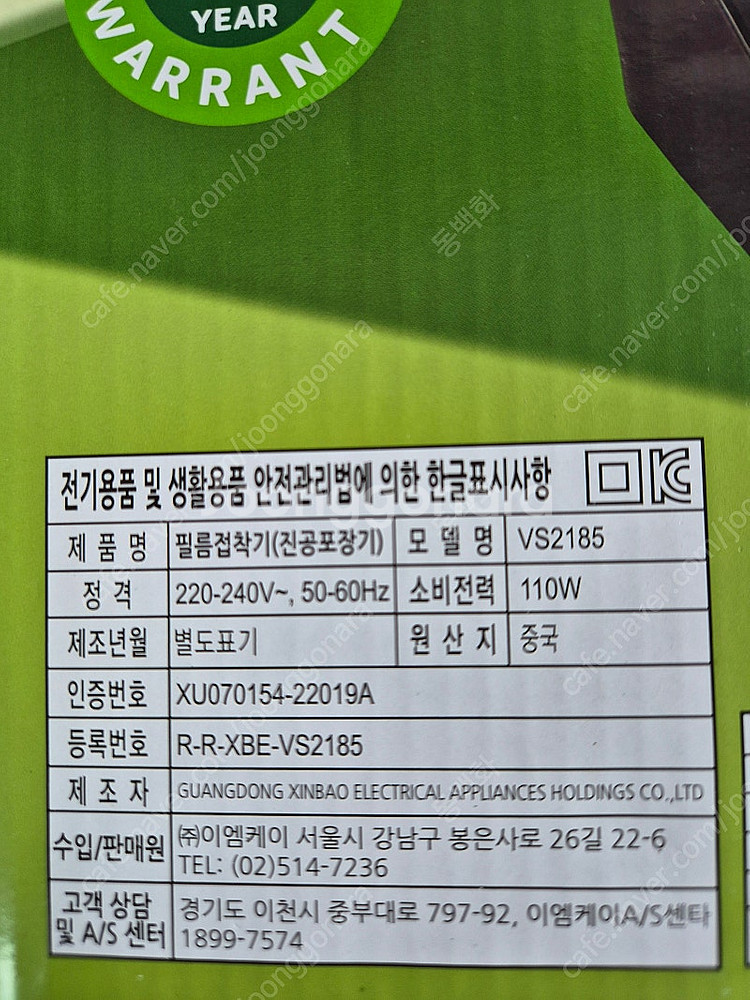 YEAR
WARRANT
전기용품 및 생활용품 안전관리법에 의한 한글표시사항
제 품 명 필름접착기(진공포장기) 모 델 명 VS2185
정 격 220-240V~, 50-60Hz 소비전력 110W
제조년월 별도표기 원 산 지 중국
인증번호 XU070154-22019A
등록번호 R-R-XBE-VS2185
제 조 자 GUANGDONG XINBAO ELECTRICAL APPLIANCES HOLDINGS CO.,LTD
수입/판매원 ㈜이엠케이 서울시 강남구 봉은사로 26길 22-6
TEL: (02)514-7236
고객 상담 및 A/S 센터 경기도 이천시 중부대로 797-92, 이엠케이A/S센타
1899-7574
cafe.naver.com/joonggonara
동백화